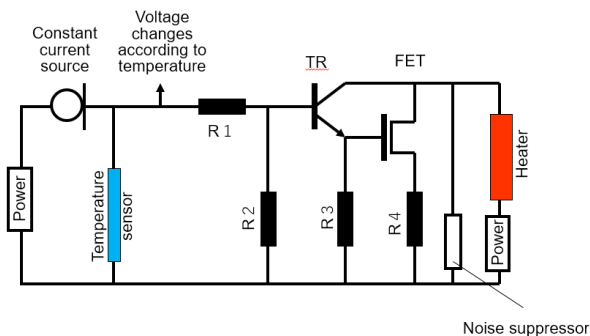 Constant
current
source
Voltage
changes
according to
temperature
TR
FET
R 1
Power
Temperature
sensor
R 2
R 3
R 4
Heater
Power
Noise suppressor